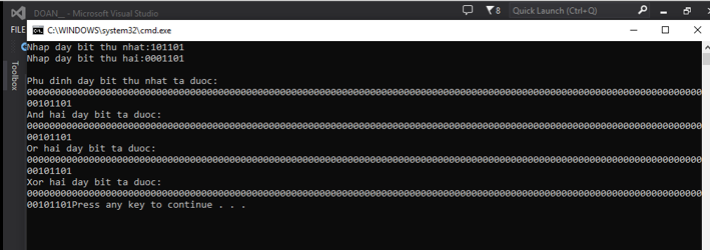 DOAN_ - Microsoft Visual Studio
8
Quick Launch (Ctrl+Q)
FILE
C:\WINDOWS\system32\cmd.exe
Toolbox
Nhap day bit thu nhat:101101
Nhap day bit thu hai:0001101
Phu dinh day bit thu nhat ta duoc:
000000000000000000000000000000000000000000000000000000000000000000000000000000000000000000000000000000000000000000000000
00101101
And hai day bit ta duoc:
000000000000000000000000000000000000000000000000000000000000000000000000000000000000000000000000000000000000000000000000
00101101
Or hai day bit ta duoc:
000000000000000000000000000000000000000000000000000000000000000000000000000000000000000000000000000000000000000000000000
00101101
Xor hai day bit ta duoc:
000000000000000000000000000000000000000000000000000000000000000000000000000000000000000000000000000000000000000000000000
00101101Press any key to continue . . .